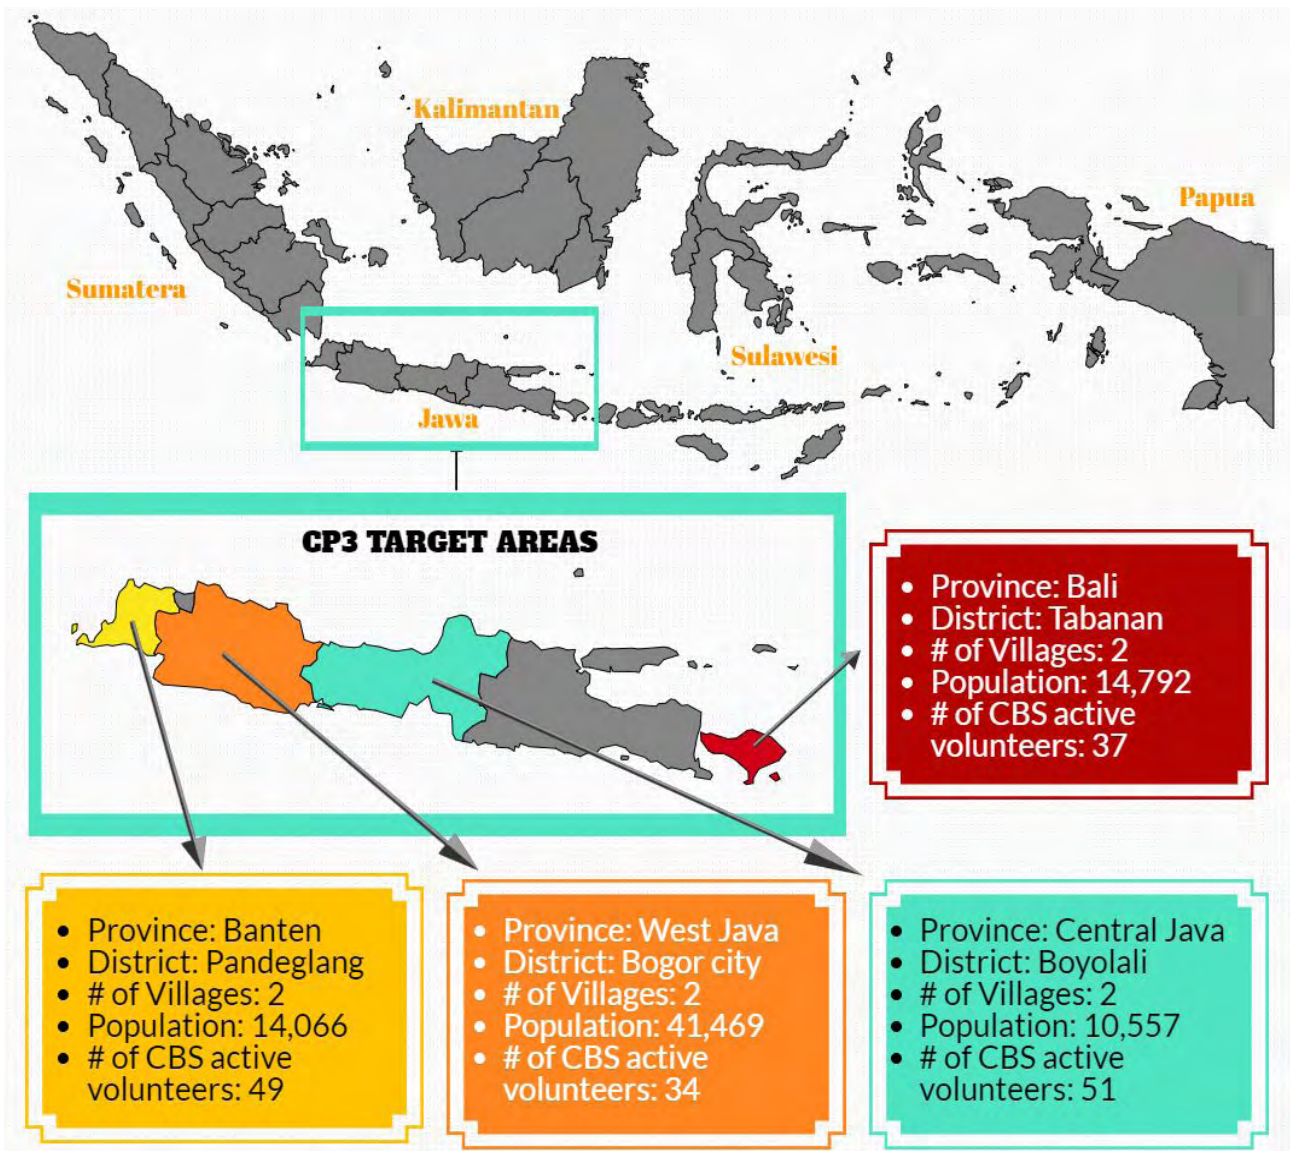 Kalimantan
Papua
Sumatera
Sulawesi
Jawa
CP3 TARGET AREAS
• Province: Bali
• District: Tabanan
• # of Villages: 2
• Population: 14,792
• # of CBS active
volunteers: 37
• Province: Banten
• District: Pandeglang
• # of Villages: 2
• Population: 14,066
• # of CBS active
volunteers: 49
• Province: West Java
• District: Bogor city
• # of Villages: 2
• Population: 41,469
• # of CBS active
volunteers: 34
• Province: Central Java
• District: Boyolali
• # of Villages: 2
• Population: 10,557
• # of CBS active
volunteers: 51